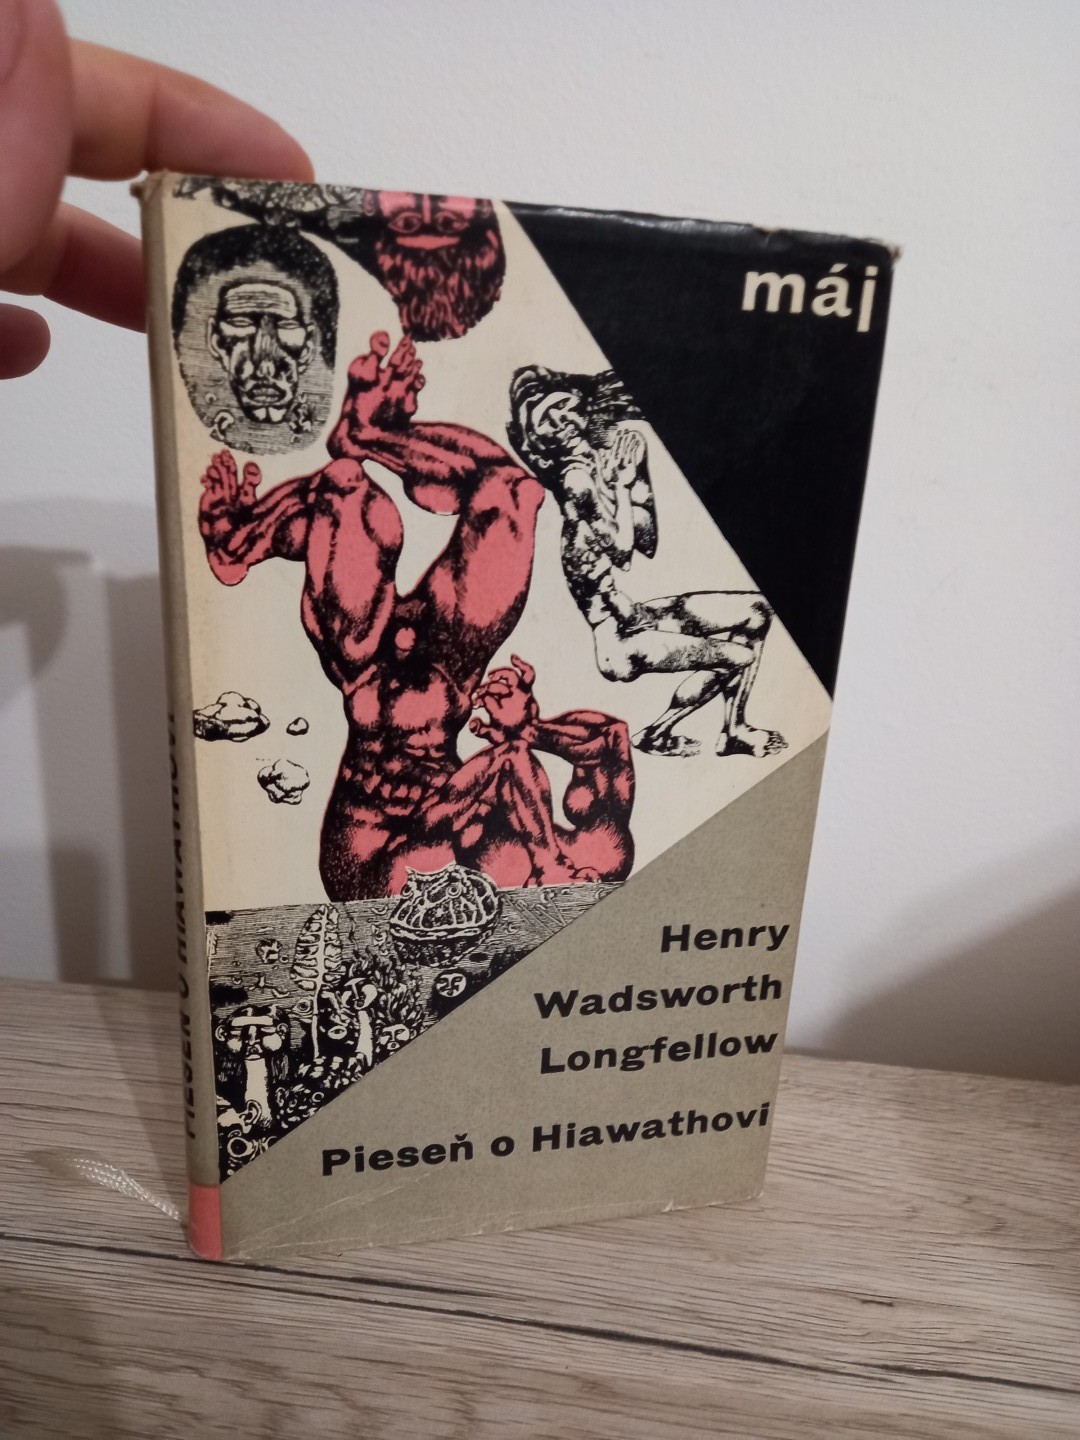 máj
Henry
Wadsworth
Longfellow
Pieseň o Hiawathovi
PIESEŇ O HIAWATHOVI